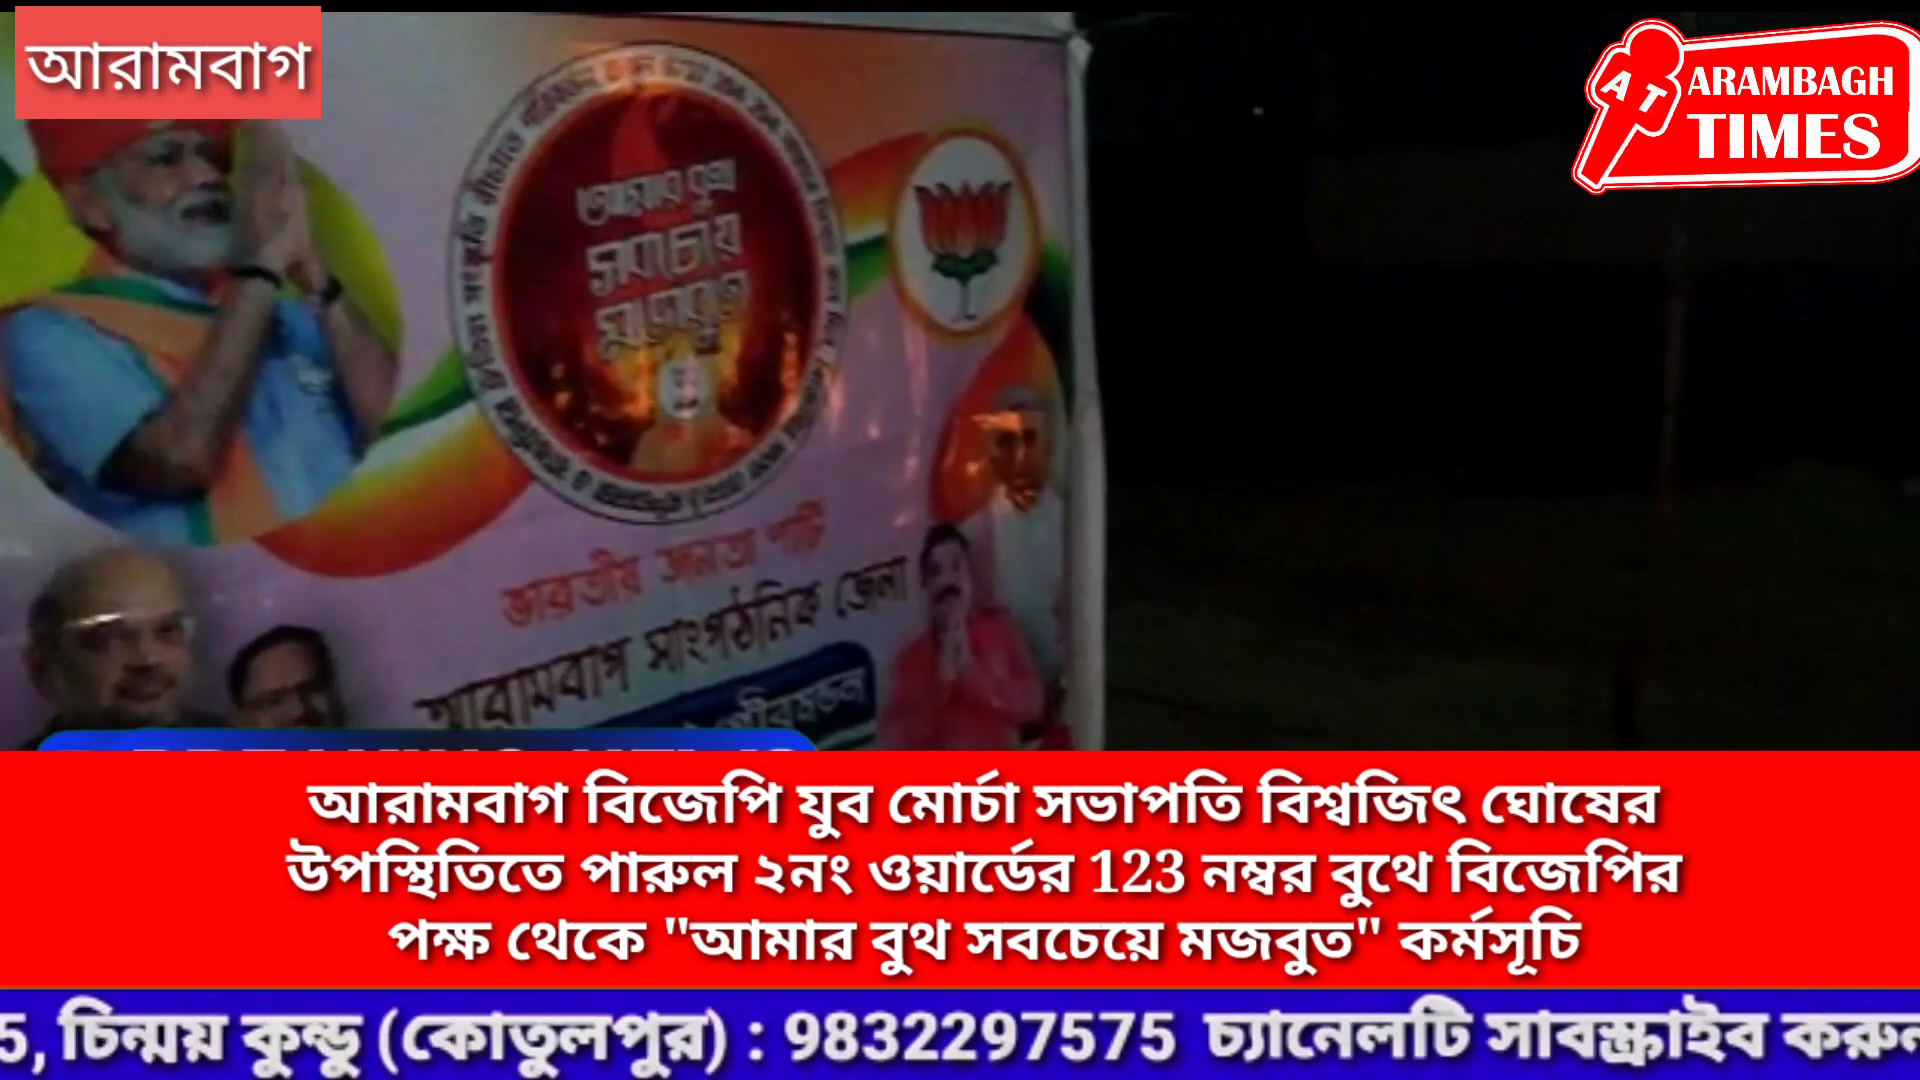 আরামবাগ
AT
ARAMBAGH
TIMES
আমার বুথ
সবচেয়ে
মজবুত
ভারতীয় জনতা পার্টি
আরামবাগ সাংগঠনিক জেলা
আরামবাগ বিজেপি যুব মোর্চা সভাপতি বিশ্বজিৎ ঘোষের
উপস্থিতিতে পারুল ২নং ওয়ার্ডের 123 নম্বর বুথে বিজেপির
পক্ষ থেকে "আমার বুথ সবচেয়ে মজবুত" কর্মসূচি
5, চিন্ময় কুন্ডু (কোতুলপুর) : 9832297575 চ্যানেলটি সাবস্ক্রাইব করুন